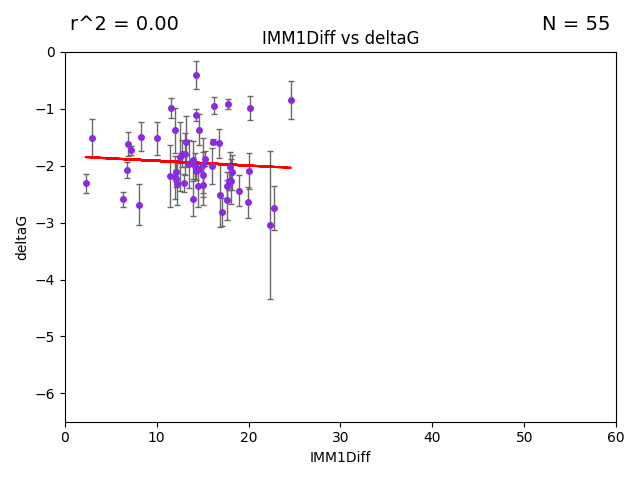 r^2 = 0.00
N = 55
IMM1Diff vs deltaG
0
−1
−2
−3
−4
−5
−6
deltaG
0 10 20 30 40 50 60
IMM1Diff